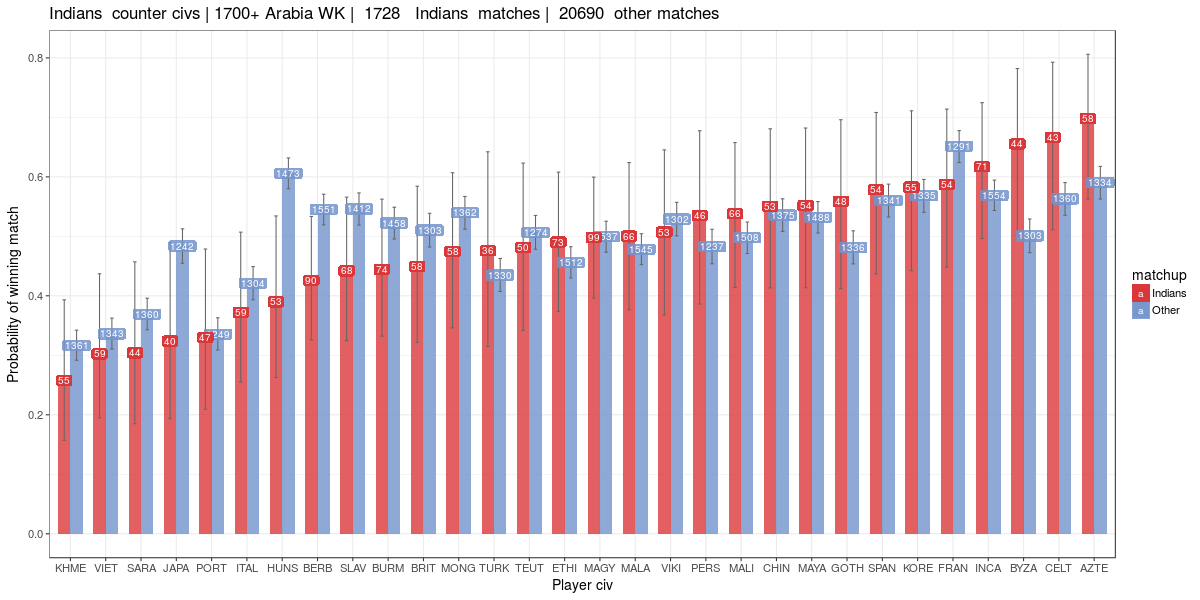 Indians counter civs | 1700+ Arabia WK | 1728 Indians matches | 20690 other matches
Probability of winning match
0.8
0.6
0.4
0.2
0.0
55 1361 59 1343 44 1360 40 1242 47 249 59 1304 53 1473 90 1551 68 1412 74 1458 58 1303 58 1362 36 1330 50 1274 73 1512 99 537 66 1545 53 1302 46 1237 66 1508 53 1375 54 1488 48 1336 54 1341 55 1335 54 1291 71 1554 44 1303 43 1360 58 1334
KHME VIET SARA JAPA PORT ITAL HUNS BERB SLAV BURM BRIT MONG TURK TEUT ETHI MAGY MALA VIKI PERS MALI CHIN MAYA GOTH SPAN KORE FRAN INCA BYZA CELT AZTE
Player civ
matchup
a Indians
a Other